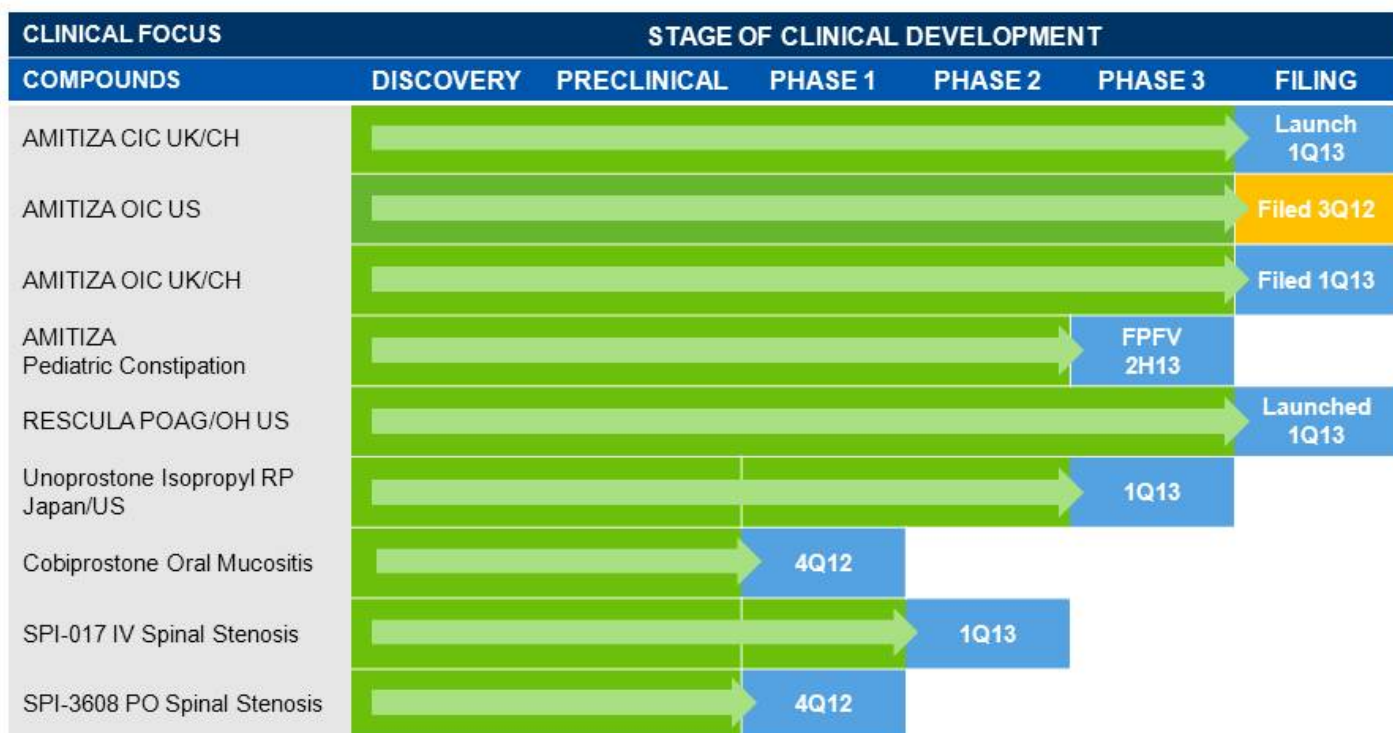 CLINICAL FOCUS STAGE OF CLINICAL DEVELOPMENT
COMPOUNDS DISCOVERY PRECLINICAL PHASE 1 PHASE 2 PHASE 3 FILING
AMITIZA CIC UK/CH
Launch
1Q13
AMITIZA OIC US
Filed 3Q12
AMITIZA OIC UK/CH
Filed 1Q13
AMITIZA
Pediatric Constipation
FPFV
2H13
RESCULA POAG/OH US
Launched
1Q13
Unoprostone Isopropyl RP
Japan/US
1Q13
Cobiprostone Oral Mucositis
4Q12
SPI-017 IV Spinal Stenosis
1Q13
SPI-3608 PO Spinal Stenosis
4Q12